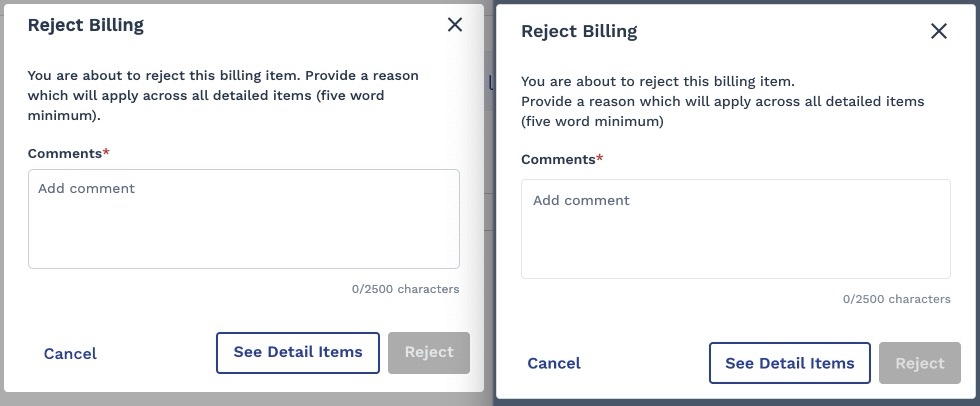 Reject Billing
You are about to reject this billing item. Provide a reason
which will apply across all detailed items (five word
minimum).
Comments*
Add comment
0/2500 characters
Cancel
See Detail Items
Reject
Reject Billing
You are about to reject this billing item.
Provide a reason which will apply across all detailed items
(five word minimum)
Comments*
Add comment
0/2500 characters
Cancel
See Detail Items
Reject